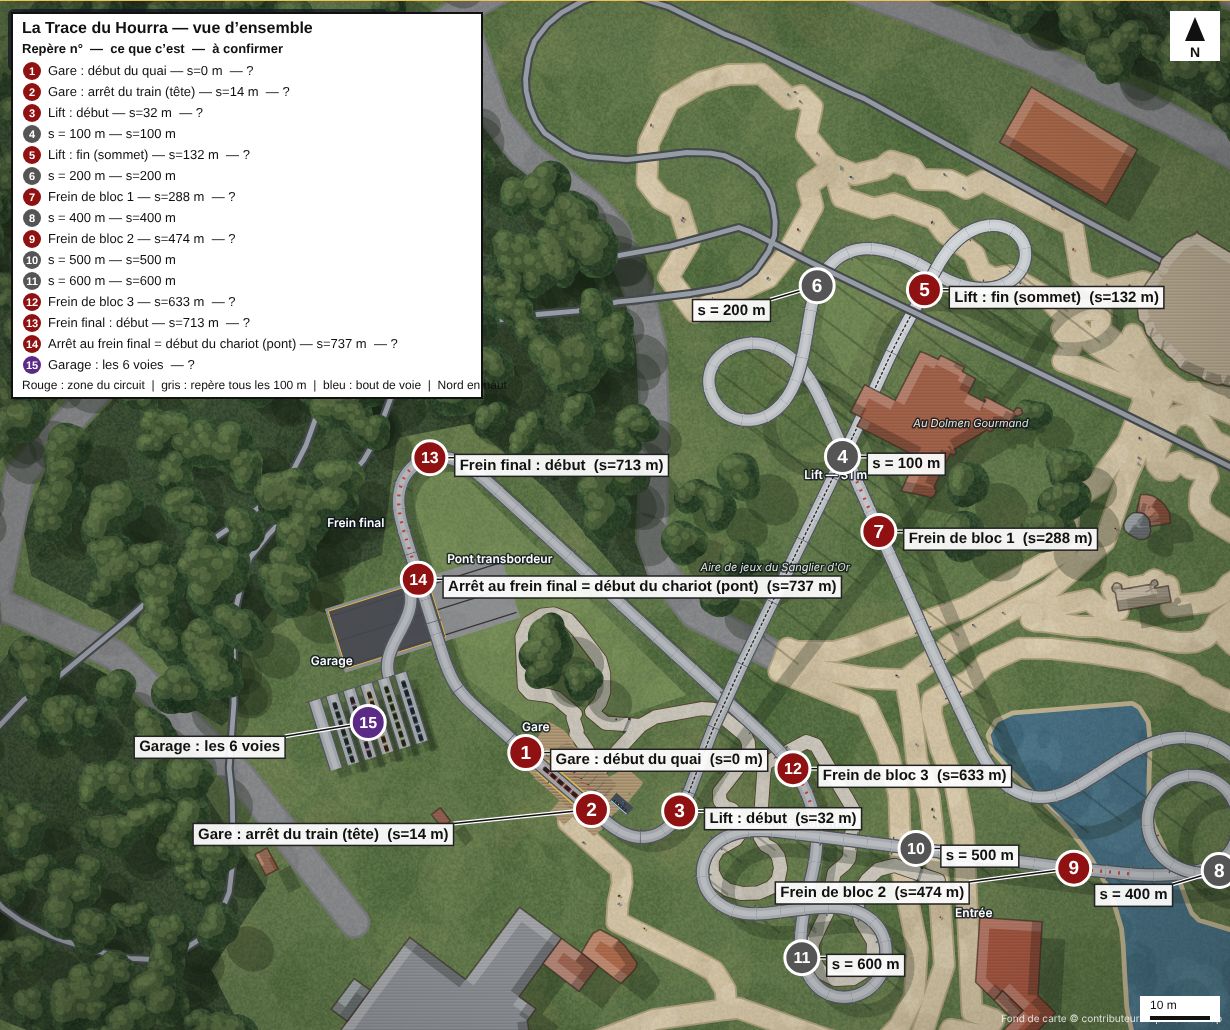 La Trace du Hourra — vue d'ensemble
Repère n° — ce que c'est — à confirmer
1 Gare : début du quai — s=0 m — ?
2 Gare : arrêt du train (tête) — s=14 m — ?
3 Lift : début — s=32 m — ?
4 s = 100 m — s=100 m
5 Lift : fin (sommet) — s=132 m — ?
6 s = 200 m — s=200 m
7 Frein de bloc 1 — s=288 m — ?
8 s = 400 m — s=400 m
9 Frein de bloc 2 — s=474 m — ?
10 s = 500 m — s=500 m
11 s = 600 m — s=600 m
12 Frein de bloc 3 — s=633 m — ?
13 Frein final : début — s=713 m — ?
14 Arrêt au frein final = début du chariot (pont) — s=737 m — ?
15 Garage : les 6 voies — ?
Rouge : zone du circuit | gris : repère tous les 100 m | bleu : bout de voie | Nord en haut
N
6
s = 200 m
5
Lift : fin (sommet) (s=132 m)
Au Dolmen Gourmand
4
s = 100 m
Lift
13
Frein final : début (s=713 m)
Frein final
7
Frein de bloc 1 (s=288 m)
Pont transbordeur
Aire de jeux du Sanglier d'Or
14
Arrêt au frein final = début du chariot (pont) (s=737 m)
Garage
15
Garage : les 6 voies
Gare
1
Gare : début du quai (s=0 m)
12
Frein de bloc 3 (s=633 m)
2
Gare : arrêt du train (tête) (s=14 m)
3
Lift : début (s=32 m)
10
s = 500 m
9
8
Frein de bloc 2 (s=474 m)
s = 400 m
Entrée
11
s = 600 m
10 m
Fond de carte © contributeur